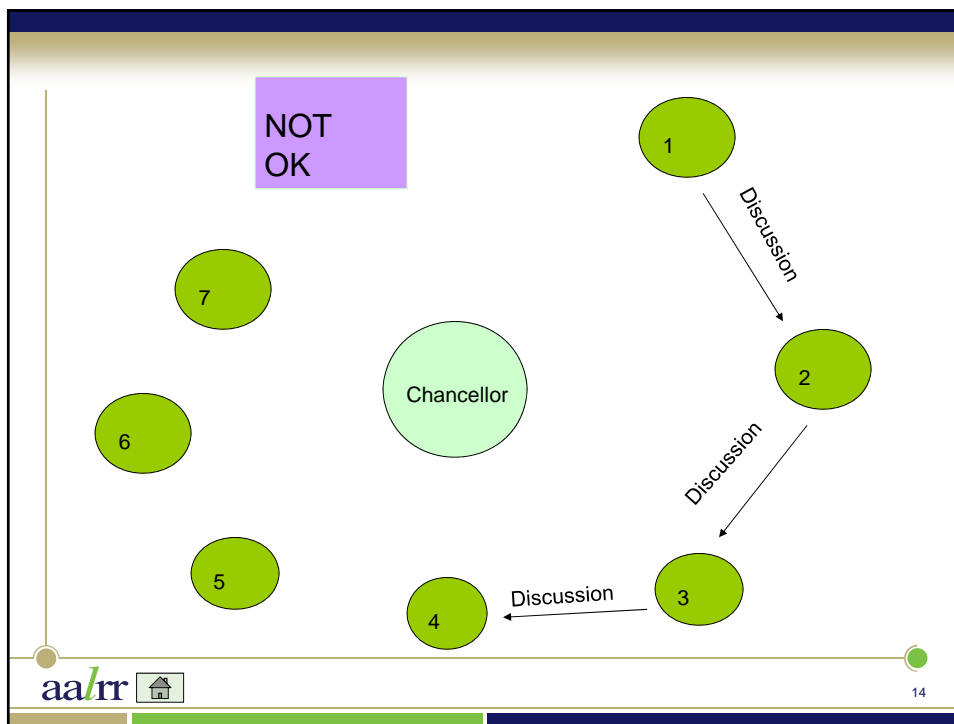 NOT
OK
1
Discussion
7
2
Chancellor
6
Discussion
5
3
Discussion
4
aalrr
14